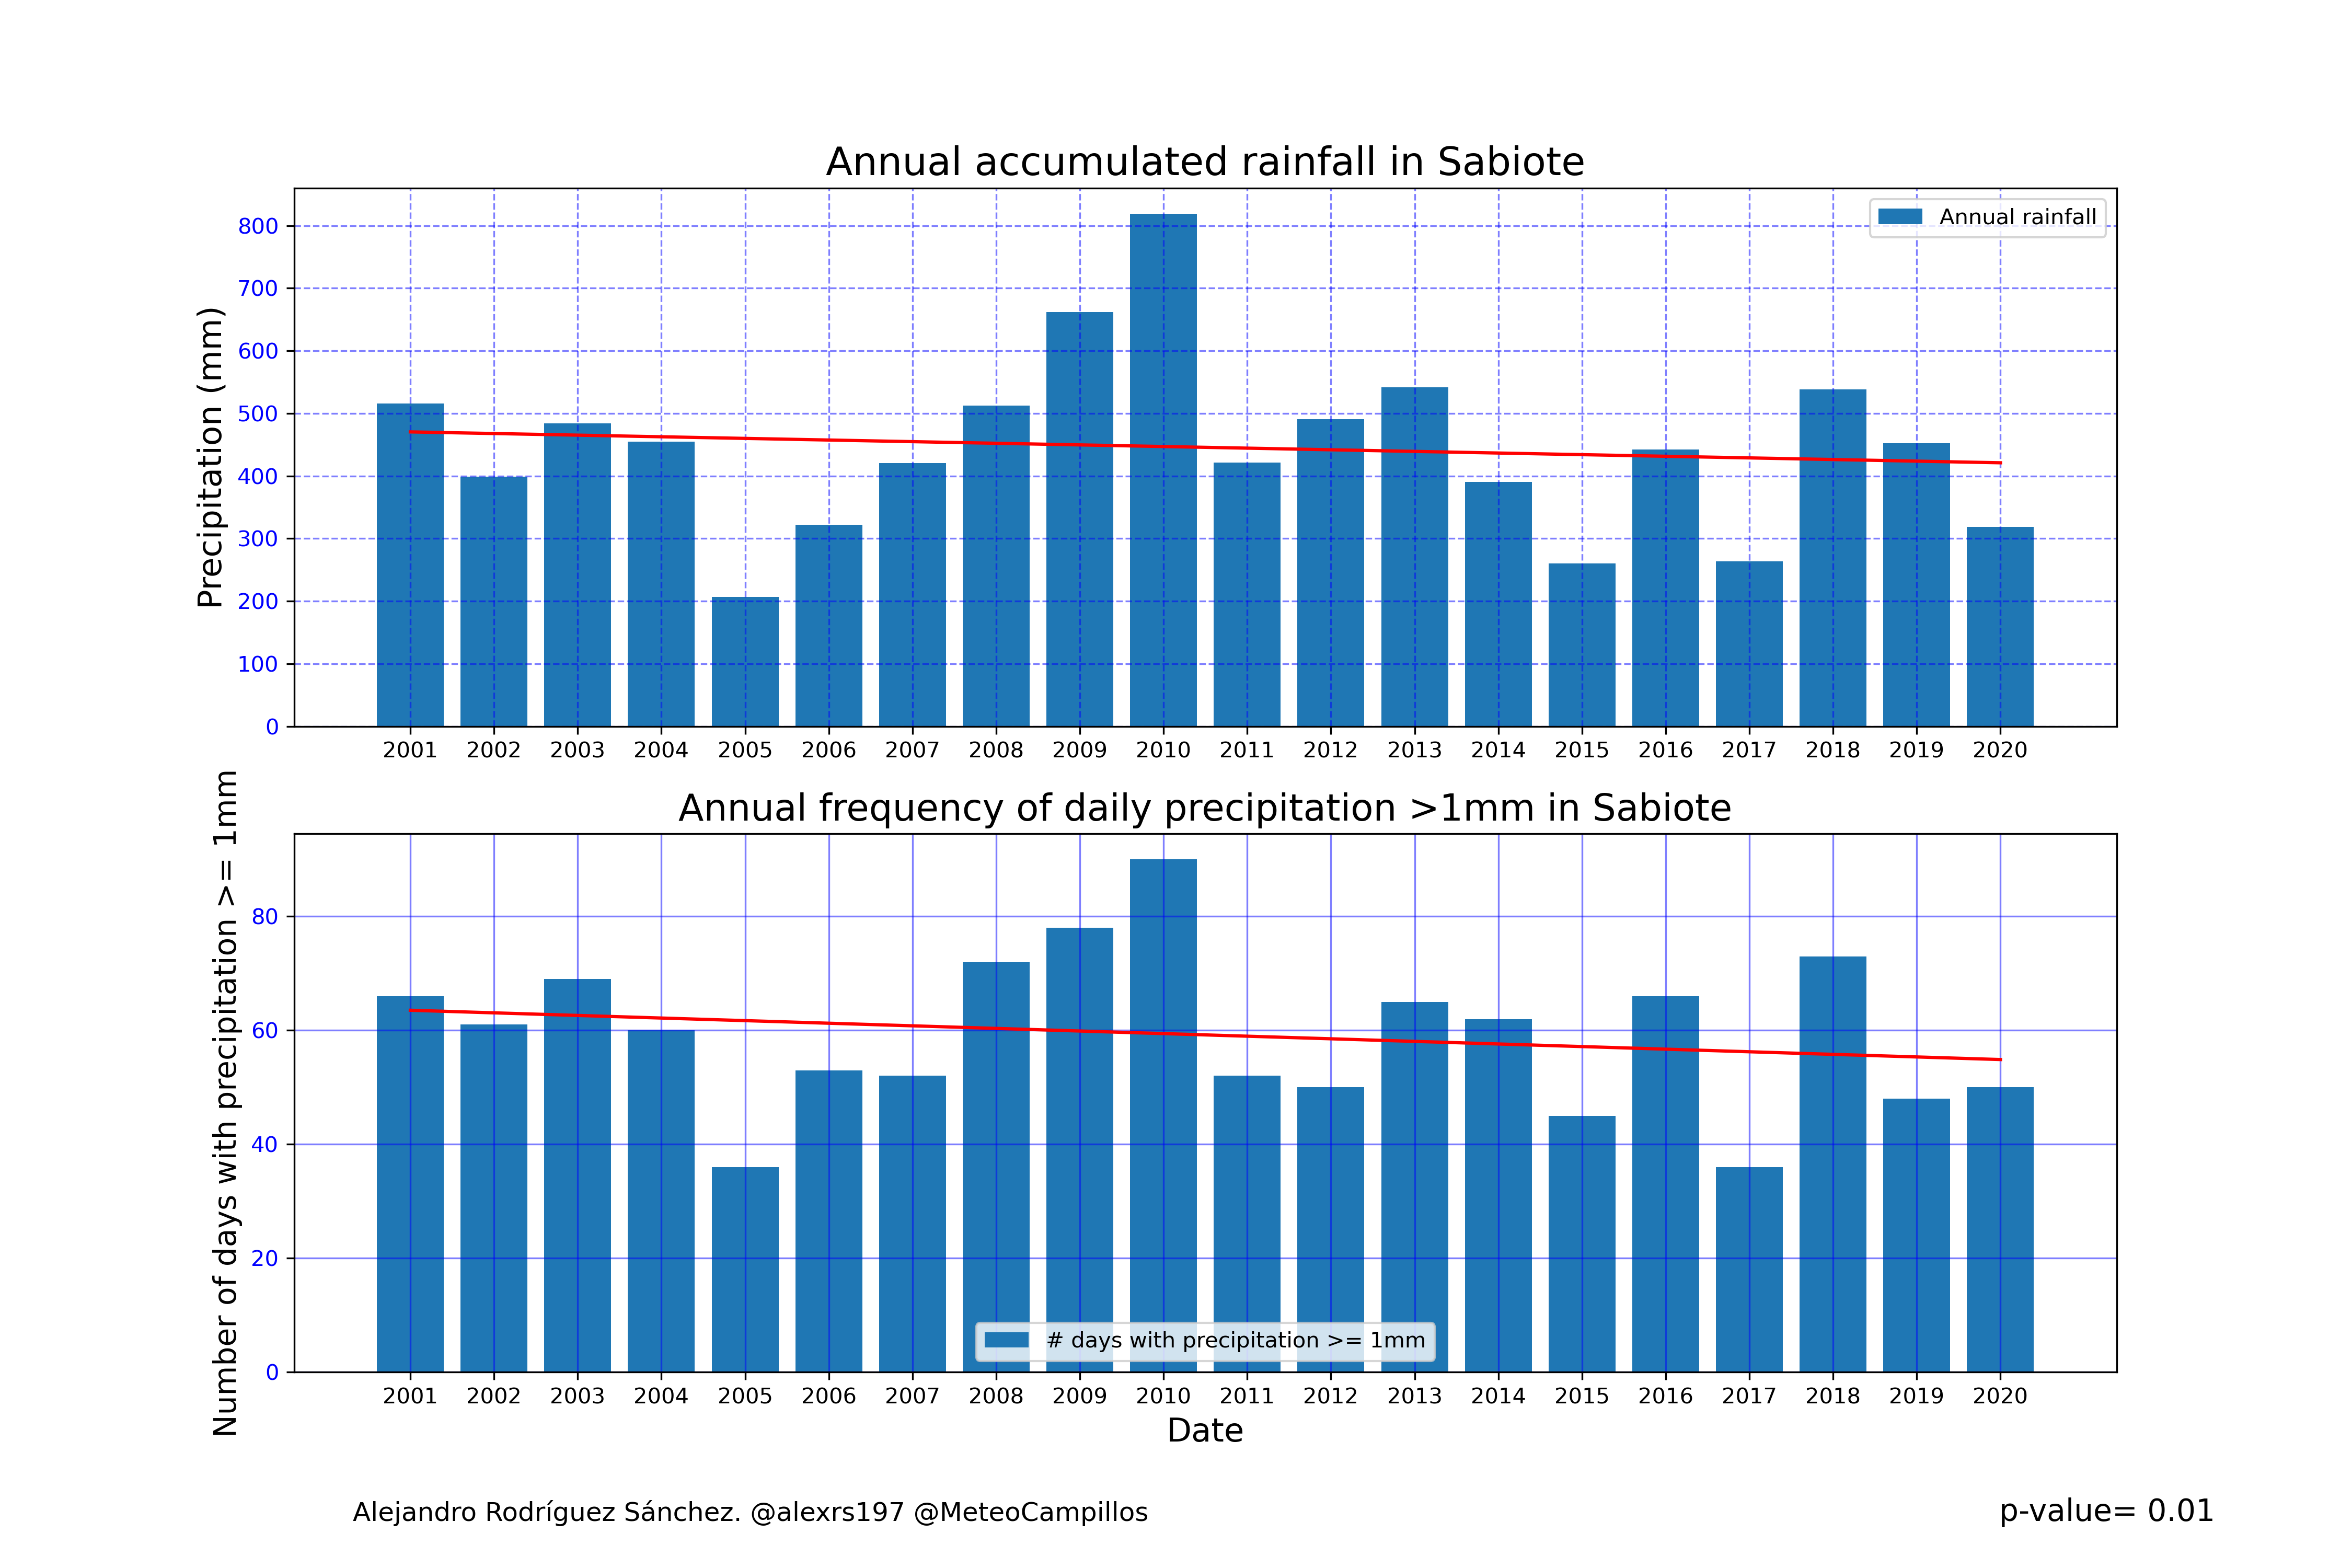 Annual accumulated rainfall in Sabiote
Annual rainfall
Precipitation (mm)
800
700
600
500
400
300
200
100
0
2001 2002 2003 2004 2005 2006 2007 2008 2009 2010 2011 2012 2013 2014 2015 2016 2017 2018 2019 2020
Annual frequency of daily precipitation >1mm in Sabiote
Number of days with precipitation >= 1mm
80
60
40
20
0
# days with precipitation >= 1mm
2001 2002 2003 2004 2005 2006 2007 2008 2009 2010 2011 2012 2013 2014 2015 2016 2017 2018 2019 2020
Date
Alejandro Rodríguez Sánchez. @alexrs197 @MeteoCampillos
p-value= 0.01